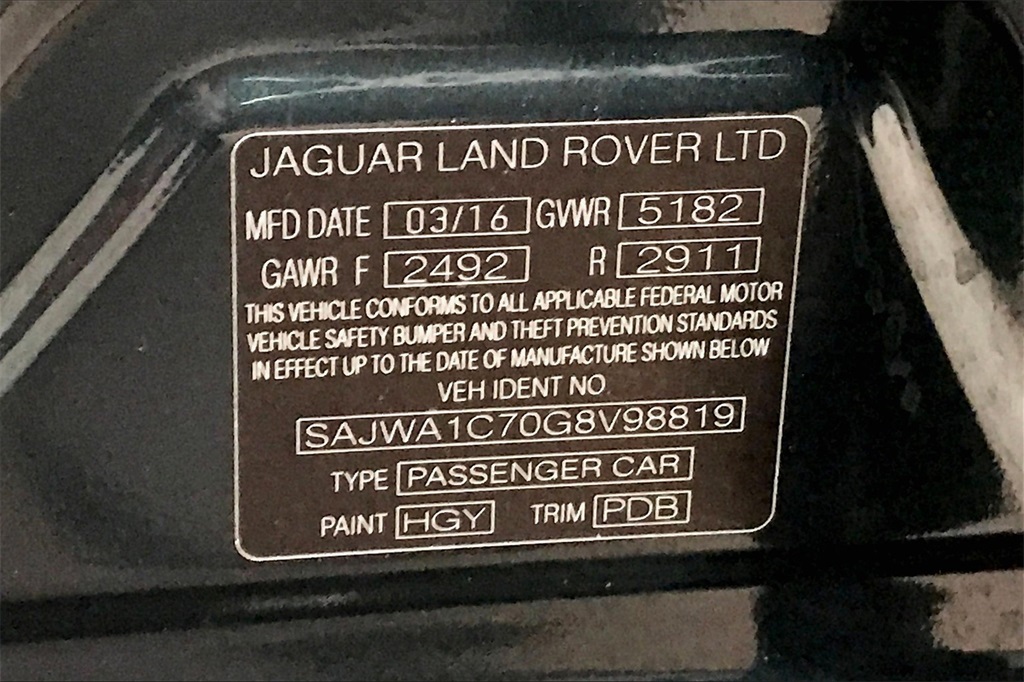 JAGUAR LAND ROVER LTD
MFD DATE 03/16 GVWR 5182
GAWR F 2492 R 2911
THIS VEHICLE CONFORMS TO ALL APPLICABLE FEDERAL MOTOR
VEHICLE SAFETY BUMPER AND THEFT PREVENTION STANDARDS
IN EFFECT UP TO THE DATE OF MANUFACTURE SHOWN BELOW
VEH IDENT NO
SAJWA1C70G8V98819
TYPE PASSENGER CAR
PAINT HGY TRIM PDB